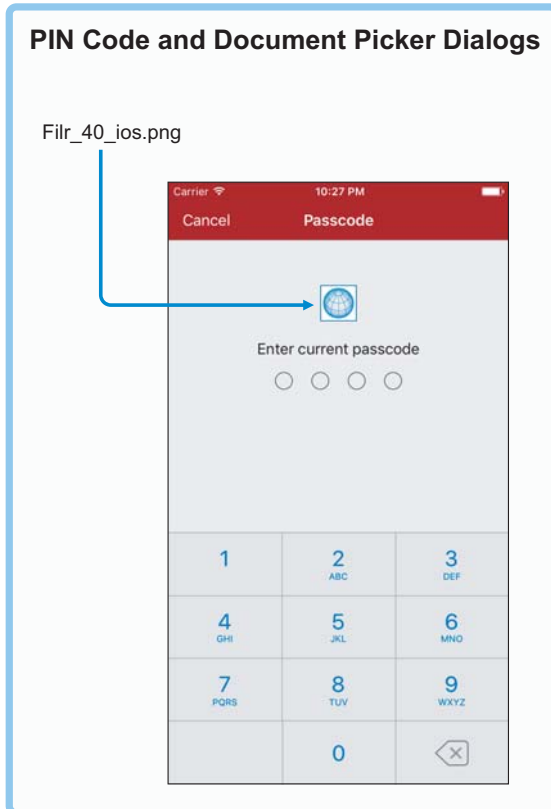 PIN Code and Document Picker Dialogs
Filr_40_ios.png
Carrier 10:27 PM
Cancel Passcode
Enter current passcode
1 2 3
ABC DEF
4 5 6
GHI JKL MNO
7 8 9
PQRS TUV WXYZ
0